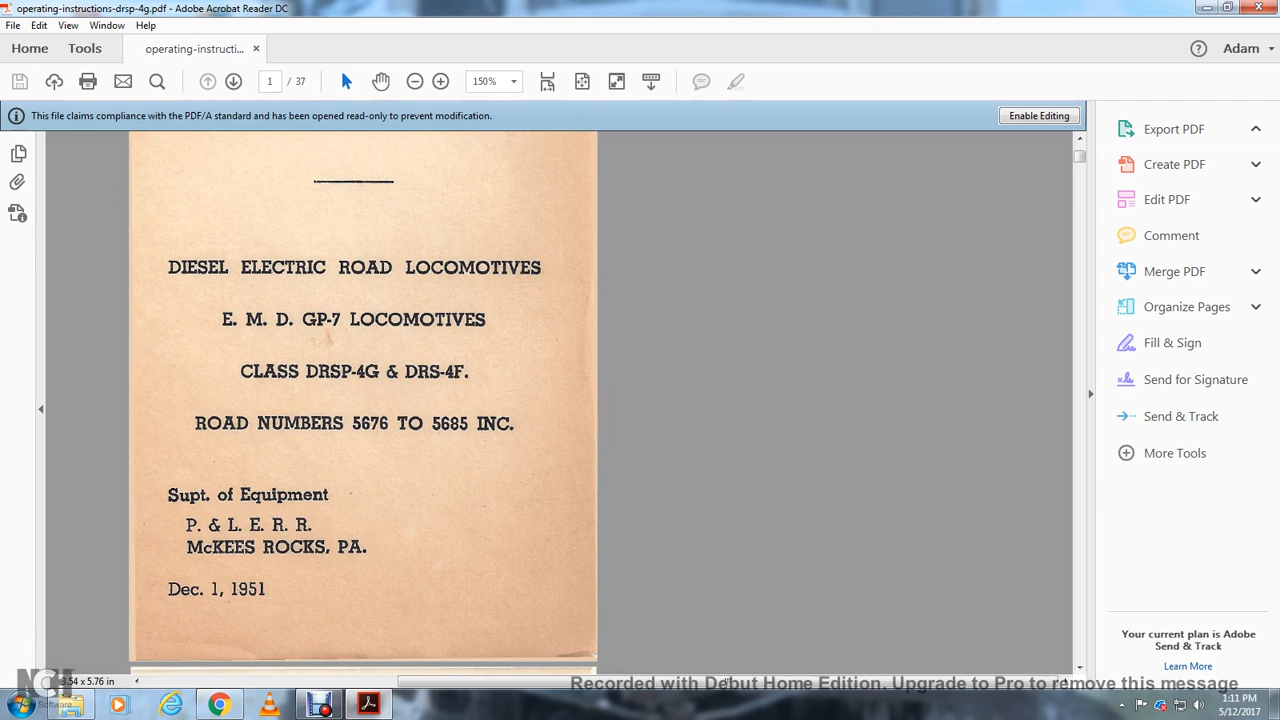 operating-instructions-drsp-4g.pdf - Adobe Acrobat Reader DC
File Edit View Window Help
Home Tools operating-instructi... Adam
1 / 37 150%
This file claims compliance with the PDF/A standard and has been opened read-only to prevent modification. Enable Editing
DIESEL ELECTRIC ROAD LOCOMOTIVES
E. M. D. GP-7 LOCOMOTIVES
CLASS DRSP-4G & DRS-4F.
ROAD NUMBERS 5676 TO 5685 INC.
Supt. of Equipment
P. & L. E. R. R.
McKEES ROCKS, PA.
Dec. 1, 1951
Export PDF
Create PDF
Edit PDF
Comment
Merge PDF
Organize Pages
Fill & Sign
Send for Signature
Send & Track
More Tools
Your current plan is Adobe
Send & Track
Learn More
3.54 x 5.76 in
NCH
Software
Recorded with Debut Home Edition. Upgrade to Pro to remove this message
1:11 PM
5/12/2017